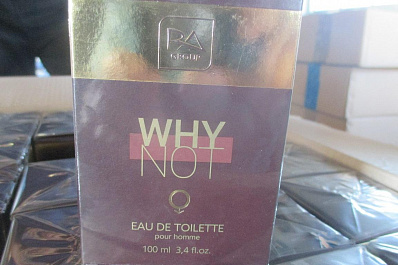 PA
GROUP
WHY
NOT
EAU DE TOILETTE
pour homme
100 ml 3,4 fl.oz.